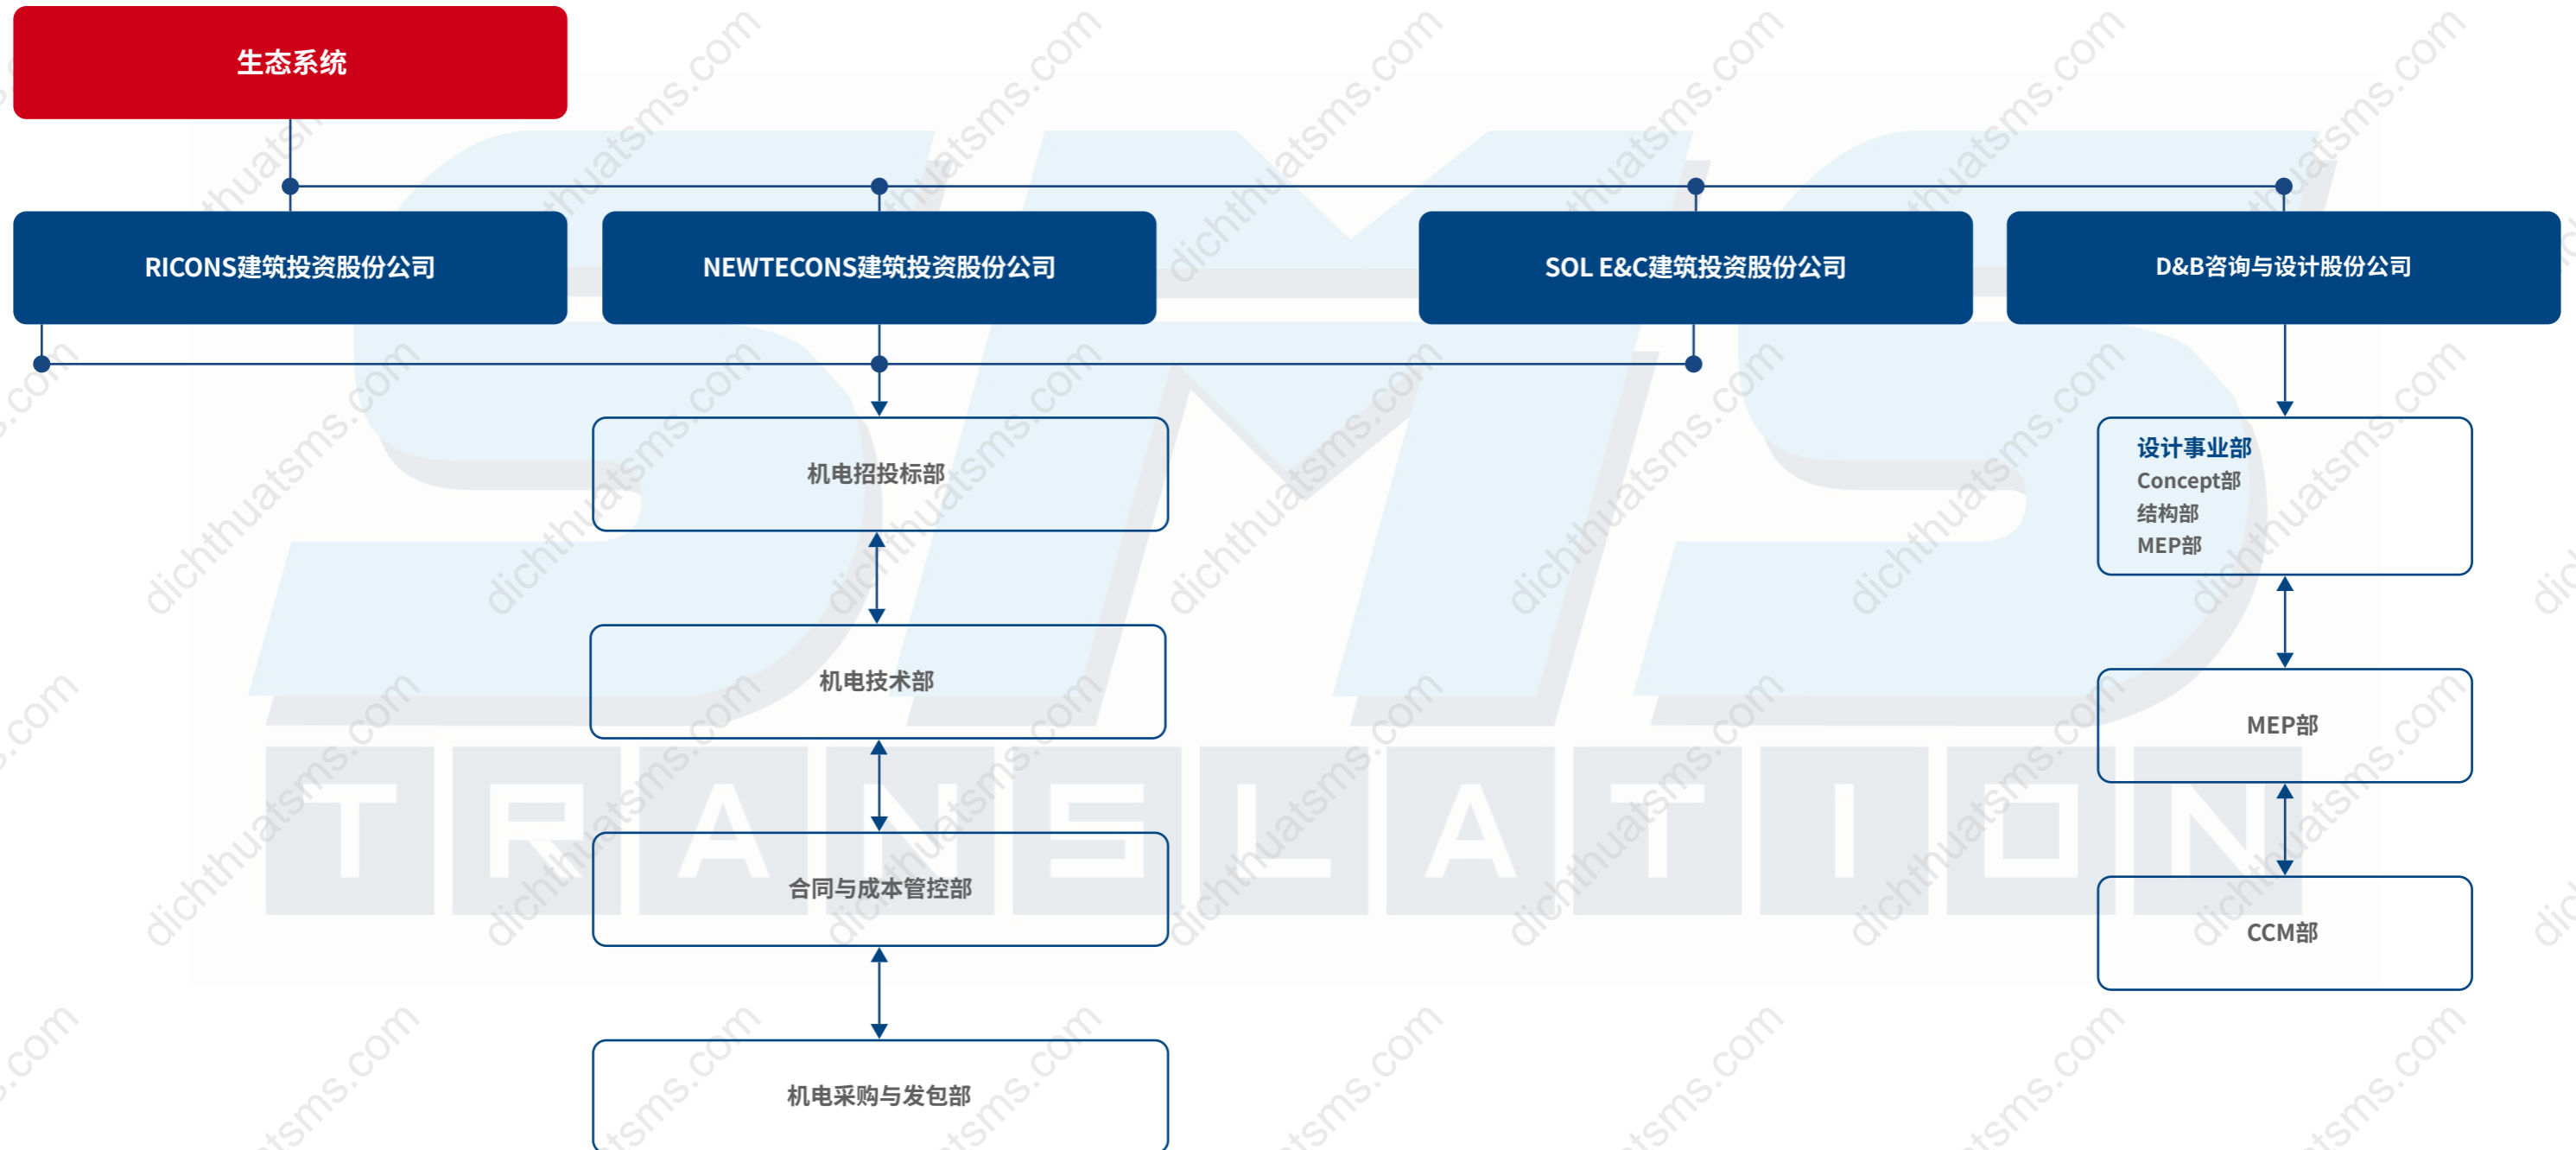 生态系统
RICONS建筑投资股份公司
NEWTECONS建筑投资股份公司
SOL E&C建筑投资股份公司
D&B咨询与设计股份公司
机电招投标部
设计事业部
Concept部
结构部
MEP部
机电技术部
MEP部
合同与成本管控部
CCM部
机电采购与发包部
SMS
TRANSLATION
dichthuatsms.com